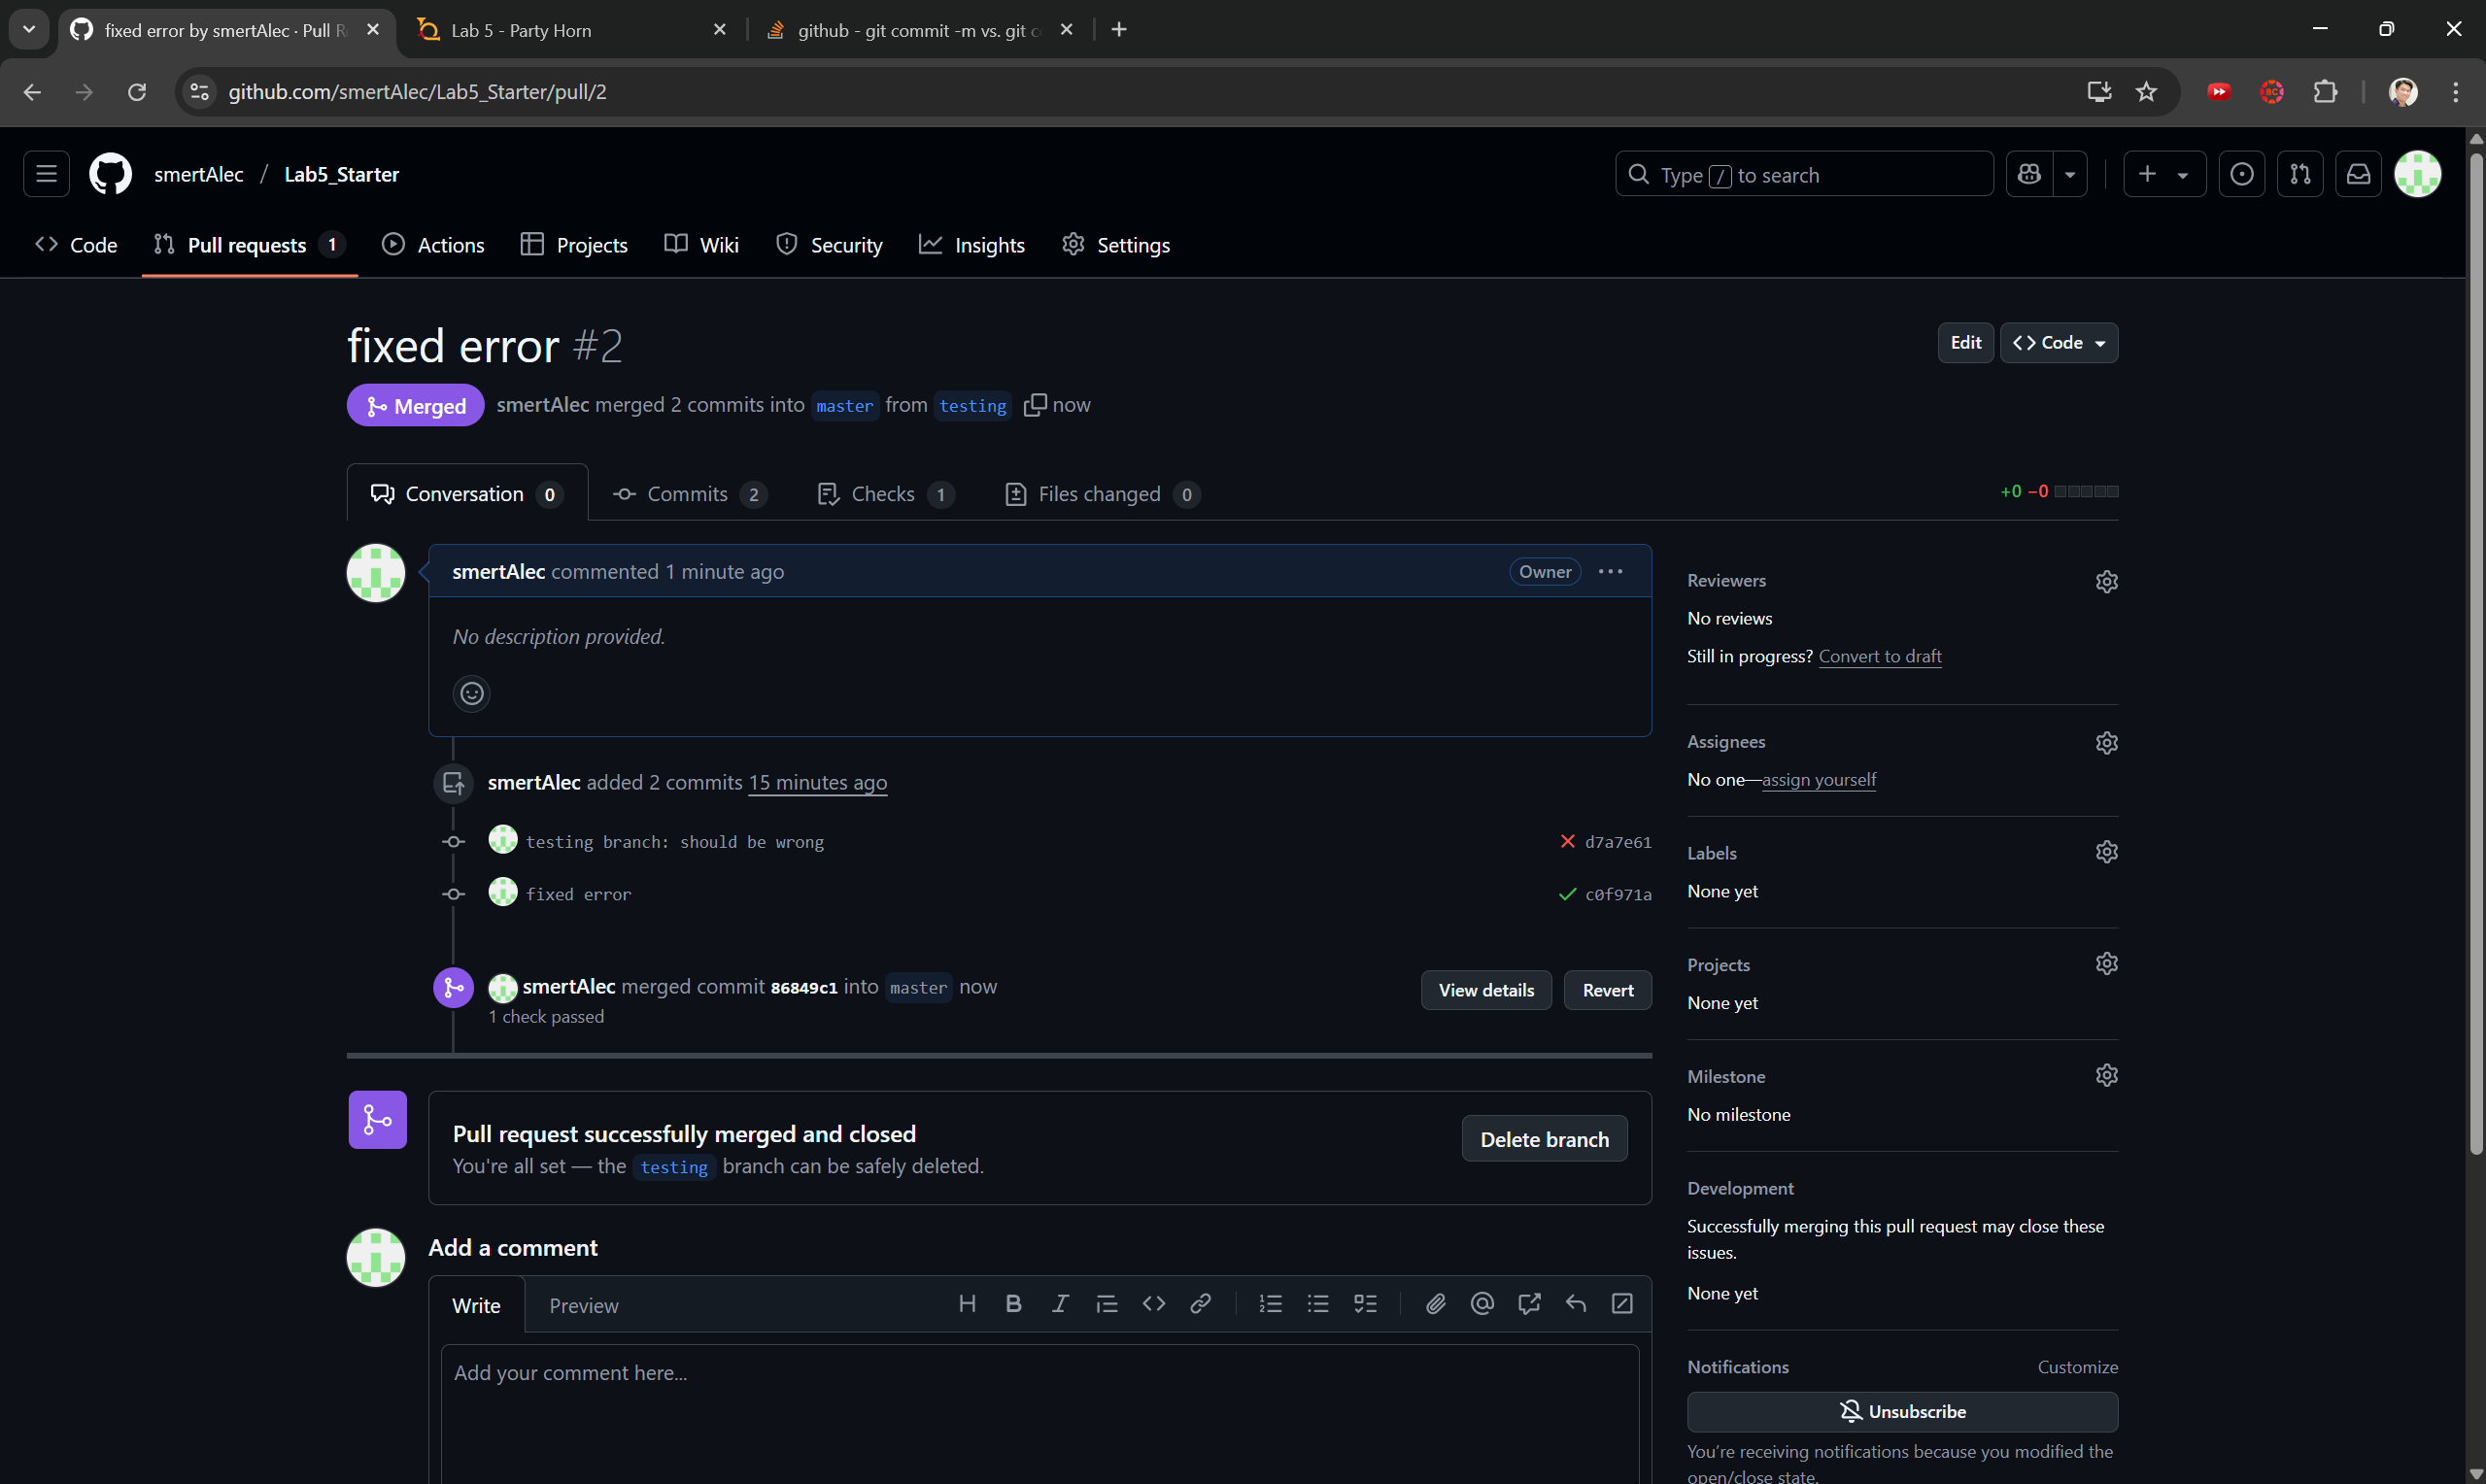 fixed error by smertAlec · Pull
Lab 5 - Party Horn
github - git commit -m vs. git
github.com/smertAlec/Lab5_Starter/pull/2
smertAlec / Lab5_Starter
Type / to search
Code
Pull requests 1
Actions
Projects
Wiki
Security
Insights
Settings
fixed error #2
Edit
<> Code
Merged
smertAlec merged 2 commits into master from testing now
Conversation 0
Commits 2
Checks 1
Files changed 0
+0 −0
smertAlec commented 1 minute ago
Owner
No description provided.
smertAlec added 2 commits 15 minutes ago
testing branch: should be wrong
d7a7e61
fixed error
c0f971a
smertAlec merged commit 86849c1 into master now
1 check passed
View details
Revert
Pull request successfully merged and closed
You're all set — the testing branch can be safely deleted.
Delete branch
Add a comment
Write
Preview
Add your comment here...
Reviewers
No reviews
Still in progress? Convert to draft
Assignees
No one—assign yourself
Labels
None yet
Projects
None yet
Milestone
No milestone
Development
Successfully merging this pull request may close these
issues.
None yet
Notifications
Customize
Unsubscribe
You're receiving notifications because you modified the
open/close state.